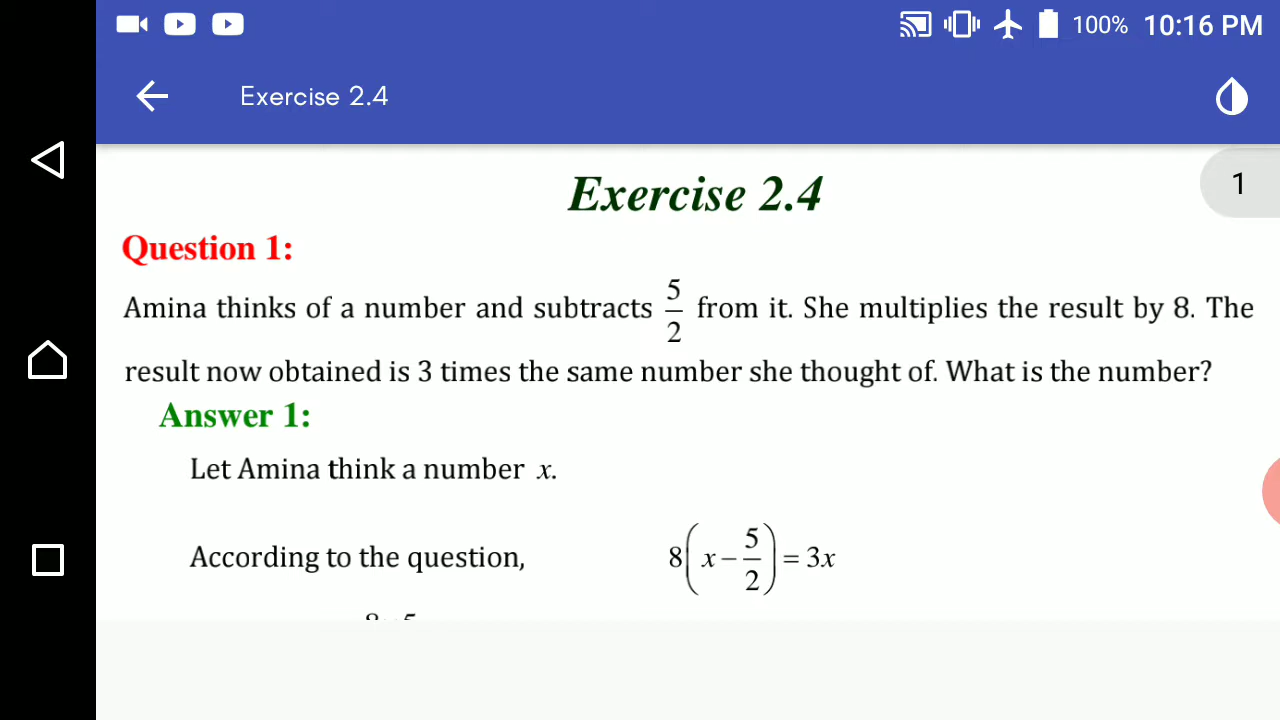 100% 10:16 PM
Exercise 2.4
1
Exercise 2.4
Question 1:
Amina thinks of a number and subtracts 5/2 from it. She multiplies the result by 8. The
result now obtained is 3 times the same number she thought of. What is the number?
Answer 1:
Let Amina think a number x.
According to the question, 8(x − 5/2) = 3x